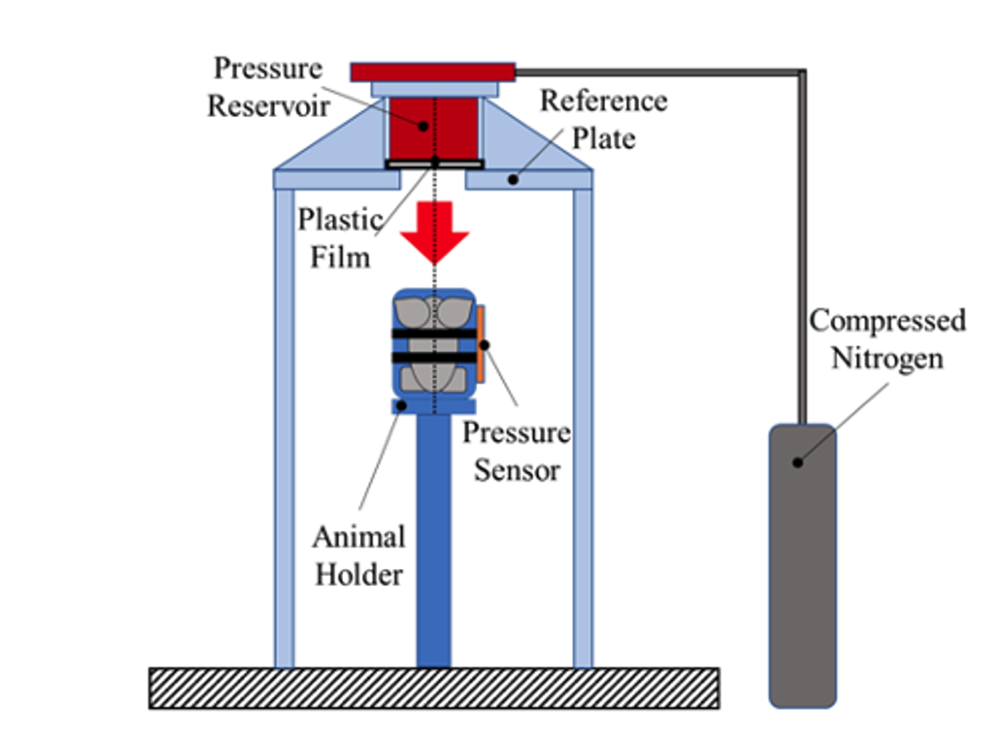 Pressure
Reservoir
Reference
Plate
Plastic
Film
Compressed
Nitrogen
Pressure
Sensor
Animal
Holder